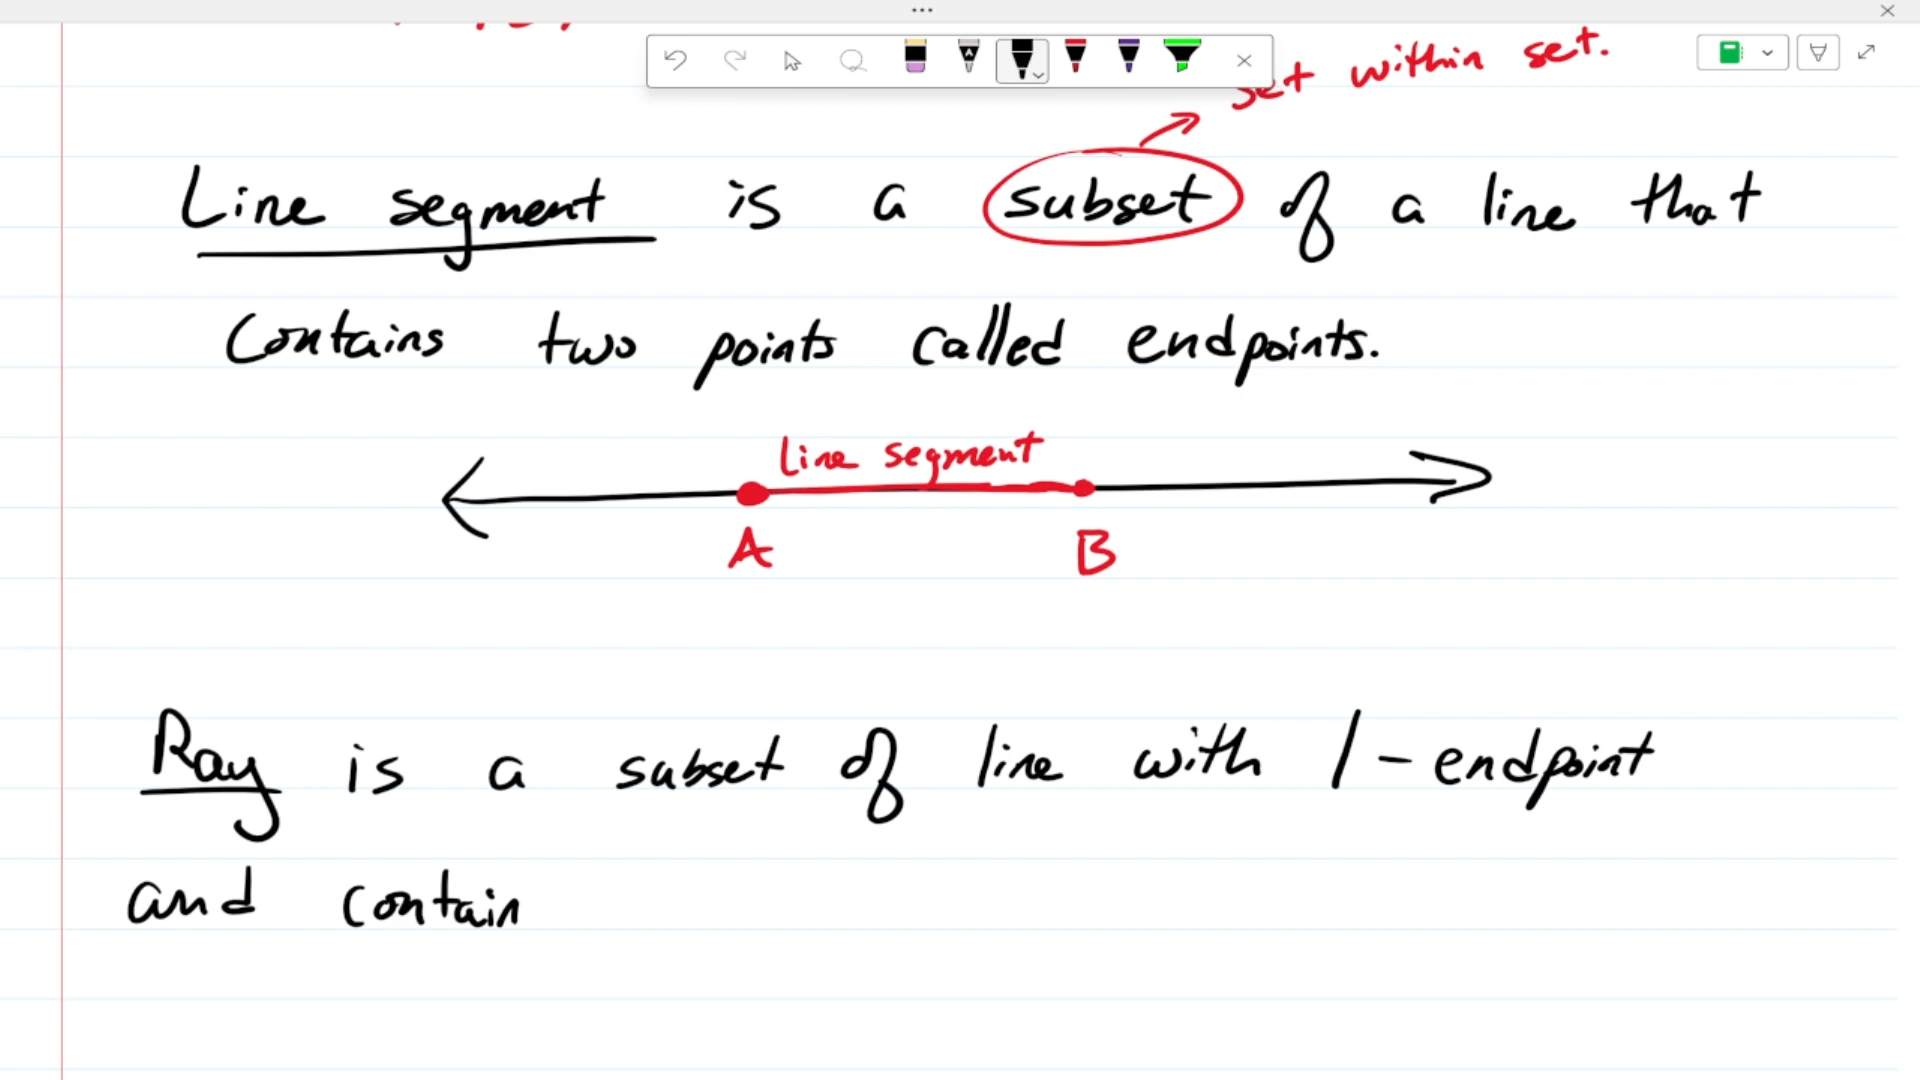 set within set.
Line segment is a subset of a line that
contains two points called endpoints.
Line segment
A B
Ray is a subset of line with 1-endpoint
and contain